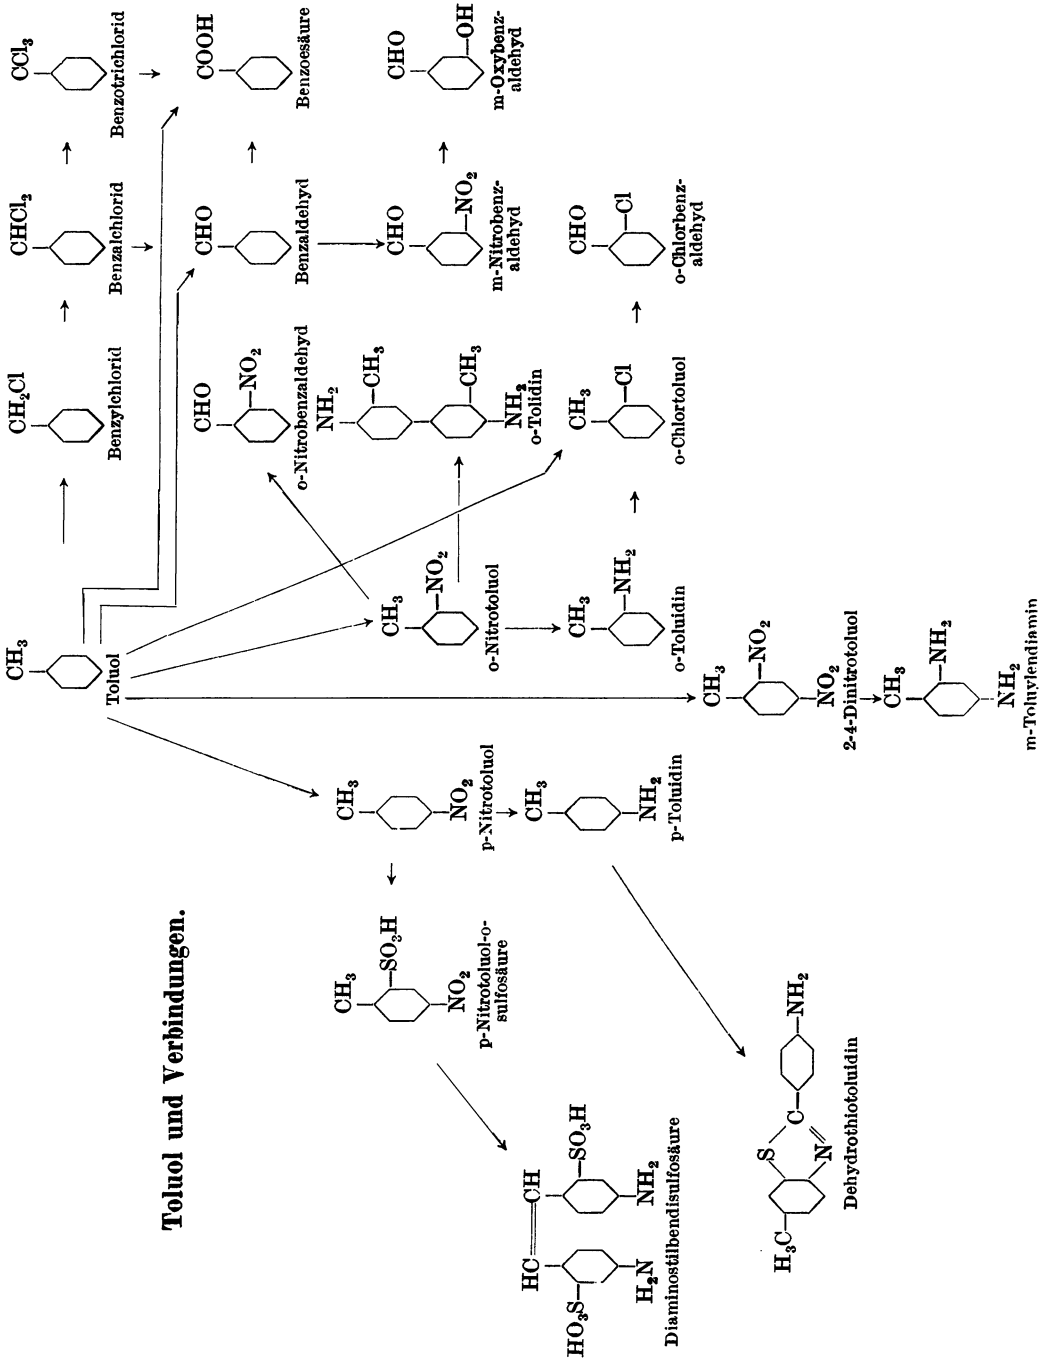 Toluol und Verbindungen.
CH₃
Toluol
CH₂Cl
Benzylchlorid
CHCl₂
Benzalchlorid
CCl₃
Benzotrichlorid
CHO
NO₂
o-Nitrobenzaldehyd
CHO
Benzaldehyd
COOH
Benzoesäure
NH₂
CH₃
CH₃
NH₂
o-Tolidin
CHO
NO₂
m-Nitrobenz-
aldehyd
CHO
OH
m-Oxybenz-
aldehyd
CH₃
NO₂
p-Nitrotoluol
CH₃
NO₂
o-Nitrotoluol
CH₃
SO₃H
NO₂
p-Nitrotoluol-o-
sulfosäure
CH₃
NH₂
p-Toluidin
CH₃
NH₂
o-Toluidin
CH₃
Cl
o-Chlortoluol
CHO
Cl
o-Chlorbenz-
aldehyd
HC CH
HO₃S SO₃H
H₂N NH₂
Diaminostilbendisulfosäure
CH₃
NO₂
NO₂
2-4-Dinitrotoluol
H₃C S C N NH₂
Dehydrothiotoluidin
CH₃
NH₂
NH₂
m-Toluylendiamin